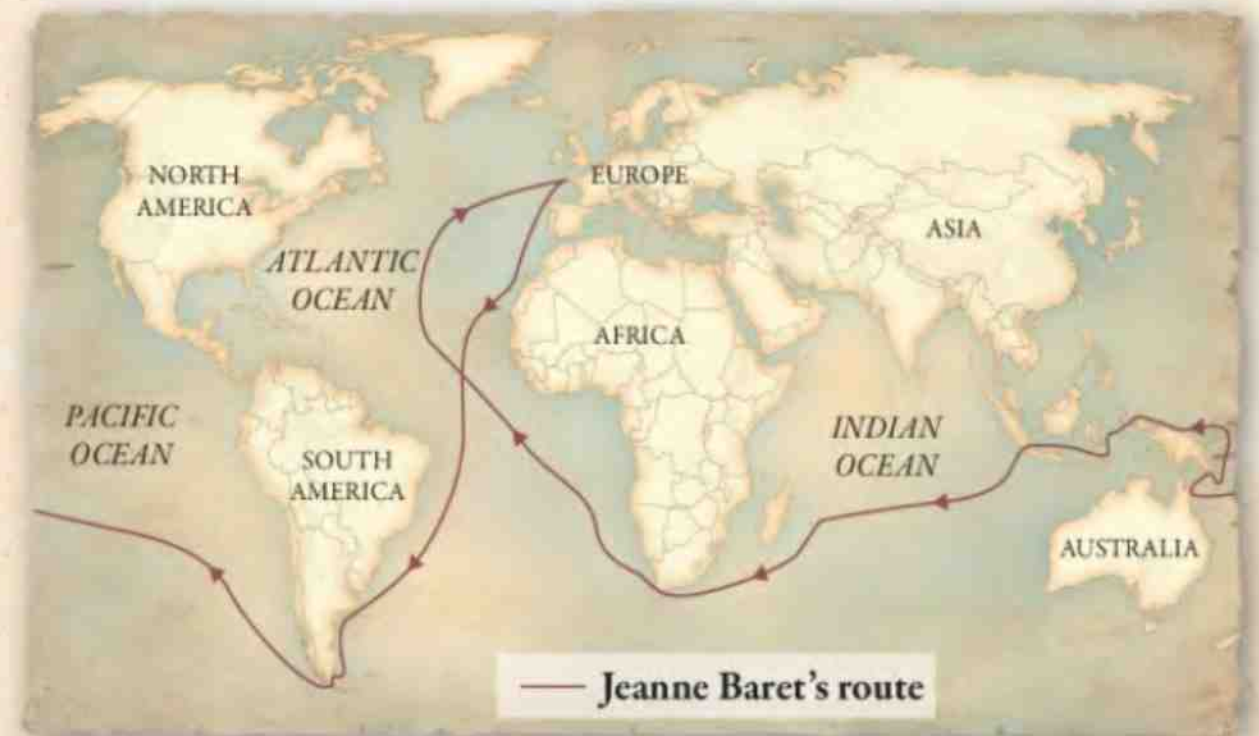 NORTH
AMERICA
EUROPE
ASIA
ATLANTIC
OCEAN
AFRICA
PACIFIC
OCEAN
INDIAN
OCEAN
SOUTH
AMERICA
AUSTRALIA
Jeanne Baret's route